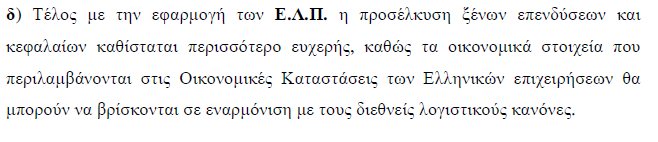 δ) Τέλος με την εφαρμογή των Ε.Λ.Π. η προσέλκυση ξένων επενδύσεων και
κεφαλαίων καθίσταται περισσότερο ευχερής, καθώς τα οικονομικά στοιχεία που
περιλαμβάνονται στις Οικονομικές Καταστάσεις των Ελληνικών επιχειρήσεων θα
μπορούν να βρίσκονται σε εναρμόνιση με τους διεθνείς λογιστικούς κανόνες.